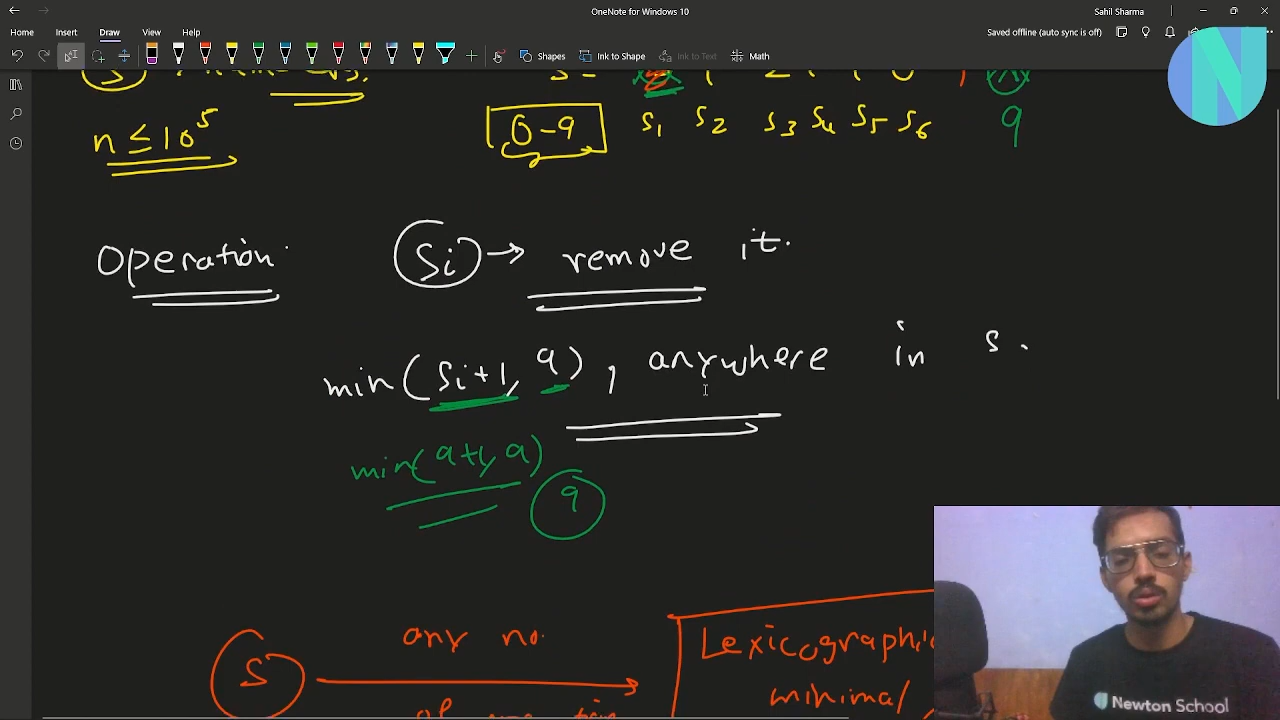 OneNote for Windows 10
Sahil Sharma
Home Insert Draw View Help
Saved offline (auto sync is off)
Shapes Ink to Shape Ink to Text Math
0-9 S1 S2 S3 S4 S5 S6 9
n ≤ 10^5
Operation Si → remove it.
min(Si+1, 9), anywhere in s.
min(9+1, 9) 9
any no.
S
Lexicographic
minimal
N
Newton School